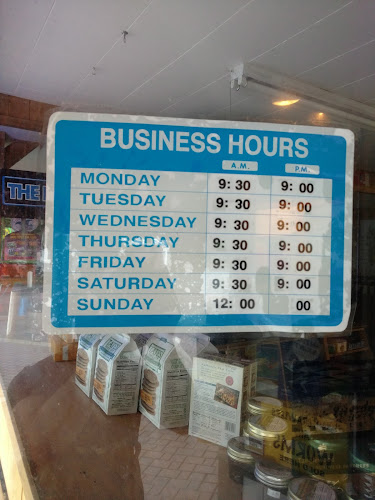 BUSINESS HOURS
A.M. P.M.
MONDAY 9: 30 9: 00
TUESDAY 9: 30 9: 00
WEDNESDAY 9: 30 9: 00
THURSDAY 9: 30 9: 00
FRIDAY 9: 30 9: 00
SATURDAY 9: 30 9: 00
SUNDAY 12: 00 00
THE